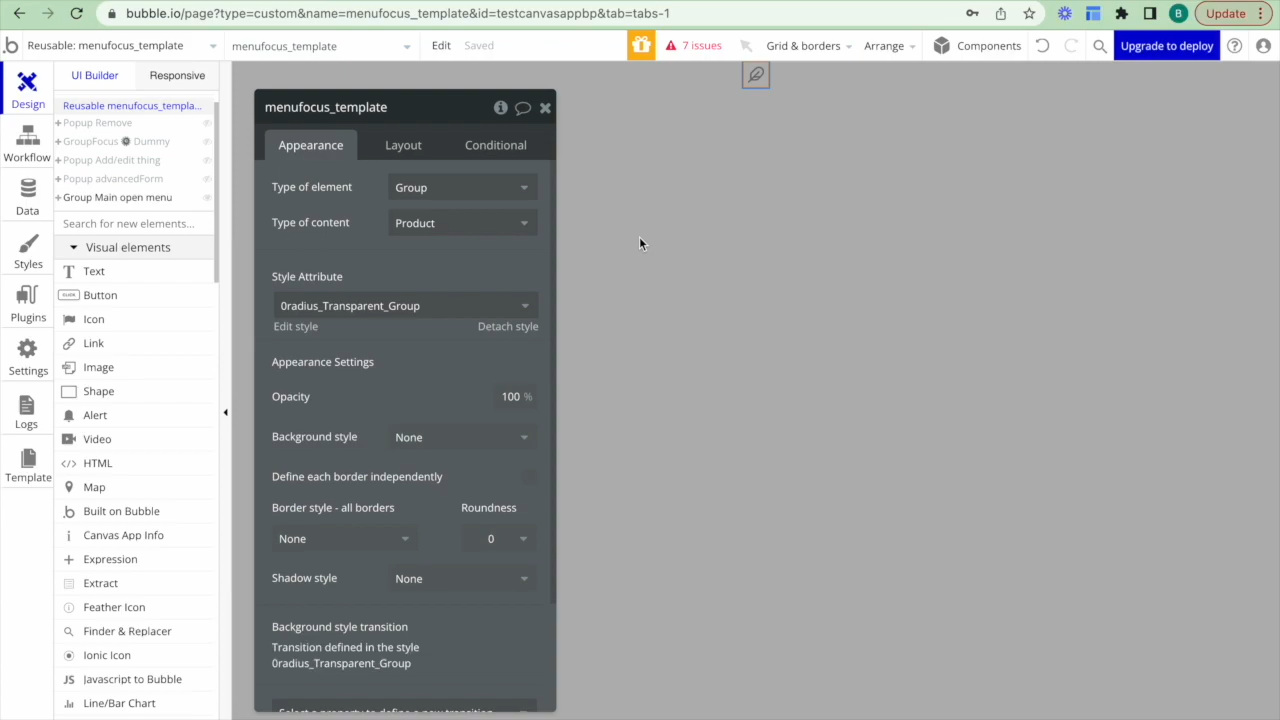 bubble.io/page?type=custom&name=menufocus_template&id=testcanvasappbp&tab=tabs-1
B
Update
Reusable: menufocus_template
menufocus_template
Edit
Saved
7 issues
Grid & borders
Arrange
Components
Upgrade to deploy
Design
Workflow
Data
Styles
Plugins
Settings
Logs
Template
UI Builder
Responsive
Reusable menufocus_templa...
Popup Remove
GroupFocus Dummy
Popup Add/edit thing
Popup advancedForm
Group Main open menu
Search for new elements...
Visual elements
Text
Button
Icon
Link
Image
Shape
Alert
Video
</> HTML
Map
Built on Bubble
Canvas App Info
Expression
Extract
Feather Icon
Finder & Replacer
Ionic Icon
JS Javascript to Bubble
Line/Bar Chart
menufocus_template
Appearance
Layout
Conditional
Type of element
Group
Type of content
Product
Style Attribute
0radius_Transparent_Group
Edit style
Detach style
Appearance Settings
Opacity
100 %
Background style
None
Define each border independently
Border style - all borders
Roundness
None
0
Shadow style
None
Background style transition
Transition defined in the style
0radius_Transparent_Group
Select a property to define a new transition